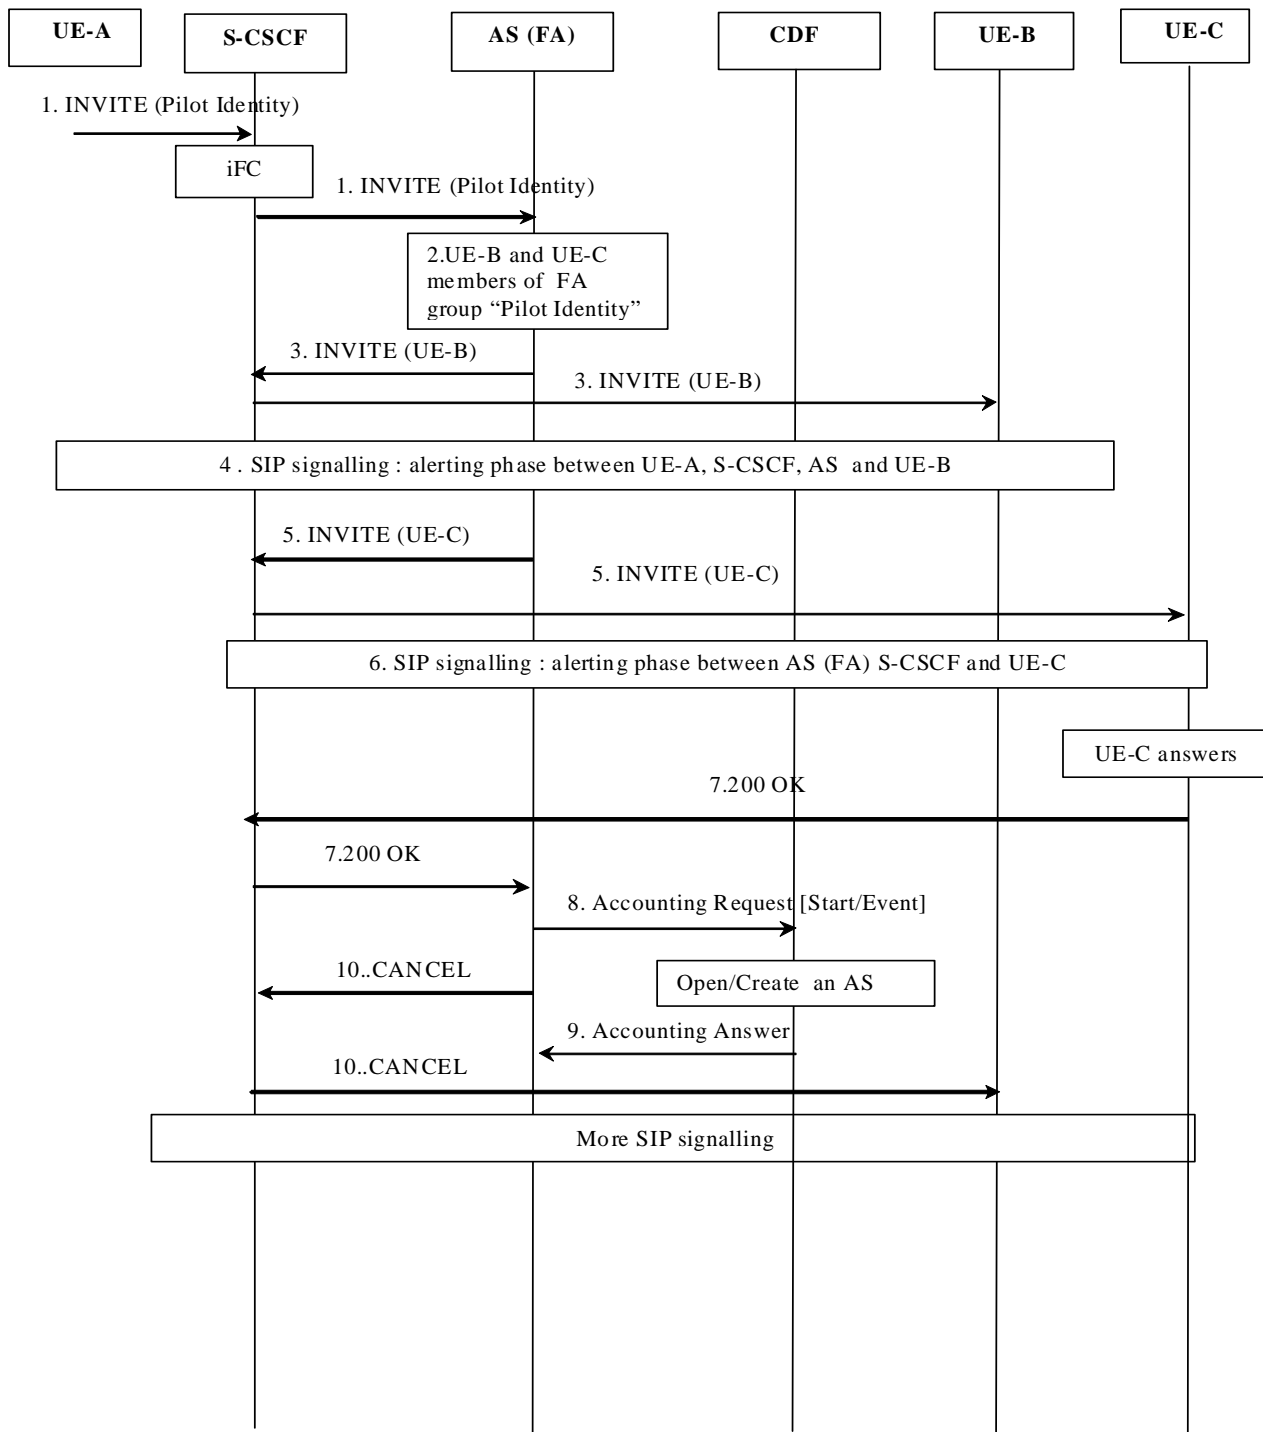 UE-A
S-CSCF
AS (FA)
CDF
UE-B
UE-C
1. INVITE (Pilot Identity)
iFC
1. INVITE (Pilot Identity)
2.UE-B and UE-C
members of FA
group “Pilot Identity”
3. INVITE (UE-B)
3. INVITE (UE-B)
4 . SIP signalling : alerting phase between UE-A, S-CSCF, AS and UE-B
5. INVITE (UE-C)
5. INVITE (UE-C)
6. SIP signalling : alerting phase between AS (FA) S-CSCF and UE-C
UE-C answers
7.200 OK
7.200 OK
8. Accounting Request [Start/Event]
10..CANCEL
Open/Create an AS
9. Accounting Answer
10..CANCEL
More SIP signalling